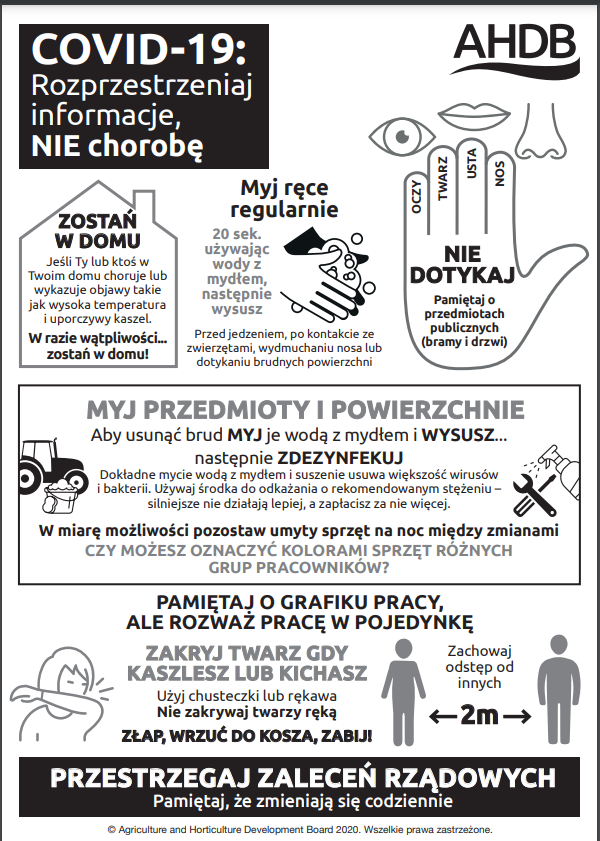 COVID-19:
Rozprzestrzeniaj
informacje,
NIE chorobę
AHDB
ZOSTAŃ
W DOMU
Jeśli Ty lub ktoś w
Twoim domu choruje lub
wykazuje objawy takie
jak wysoka temperatura
i uporczywy kaszel.
W razie wątpliwości...
zostań w domu!
Myj ręce
regularnie
20 sek.
używając
wody z
mydłem,
następnie
wysusz
Przed jedzeniem, po kontakcie ze
zwierzętami, wydmuchaniu nosa lub
dotykaniu brudnych powierzchni
OCZY
TWARZ
USTA
NOS
NIE
DOTYKAJ
Pamiętaj o
przedmiotach
publicznych
(bramy i drzwi)
MYJ PRZEDMIOTY I POWIERZCHNIE
Aby usunąć brud MYJ je wodą z mydłem i WYSUSZ...
następnie ZDEZYNFEKUJ
Dokładne mycie wodą z mydłem i suszenie usuwa większość wirusów
i bakterii. Używaj środka do odkażania o rekomendowanym stężeniu –
silniejsze nie działają lepiej, a zapłacisz za nie więcej.
W miarę możliwości pozostaw umyty sprzęt na noc między zmianami
CZY MOŻESZ OZNACZYĆ KOLORAMI SPRZĘT RÓŻNYCH
GRUP PRACOWNIKÓW?
PAMIĘTAJ O GRAFIKU PRACY,
ALE ROZWAŻ PRACĘ W POJEDYNKĘ
ZAKRYJ TWARZ GDY
KASZLESZ LUB KICHASZ
Użyj chusteczki lub rękawa
Nie zakrywaj twarzy ręką
ZŁAP, WRZUĆ DO KOSZA, ZABIJ!
Zachowaj
odstęp od
innych
2m
PRZESTRZEGAJ ZALECEŃ RZĄDOWYCH
Pamiętaj, że zmieniają się codziennie
© Agriculture and Horticulture Development Board 2020. Wszelkie prawa zastrzeżone.